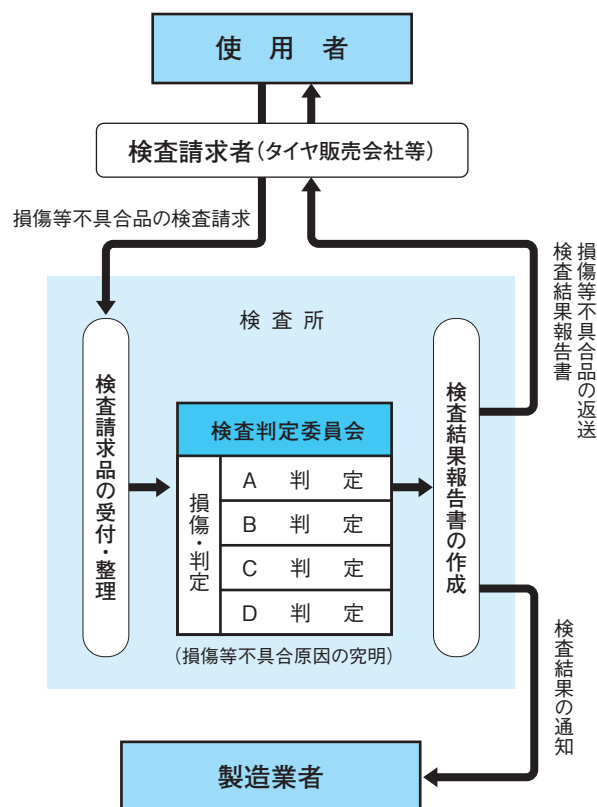 使用者
検査請求者(タイヤ販売会社等)
損傷等不具合品の検査請求
損傷等不具合品の返送
検査結果報告書
検査所
検査請求品の受付・整理
検査判定委員会
損傷・判定
A 判 定
B 判 定
C 判 定
D 判 定
(損傷等不具合原因の究明)
検査結果報告書の作成
検査結果の通知
製造業者